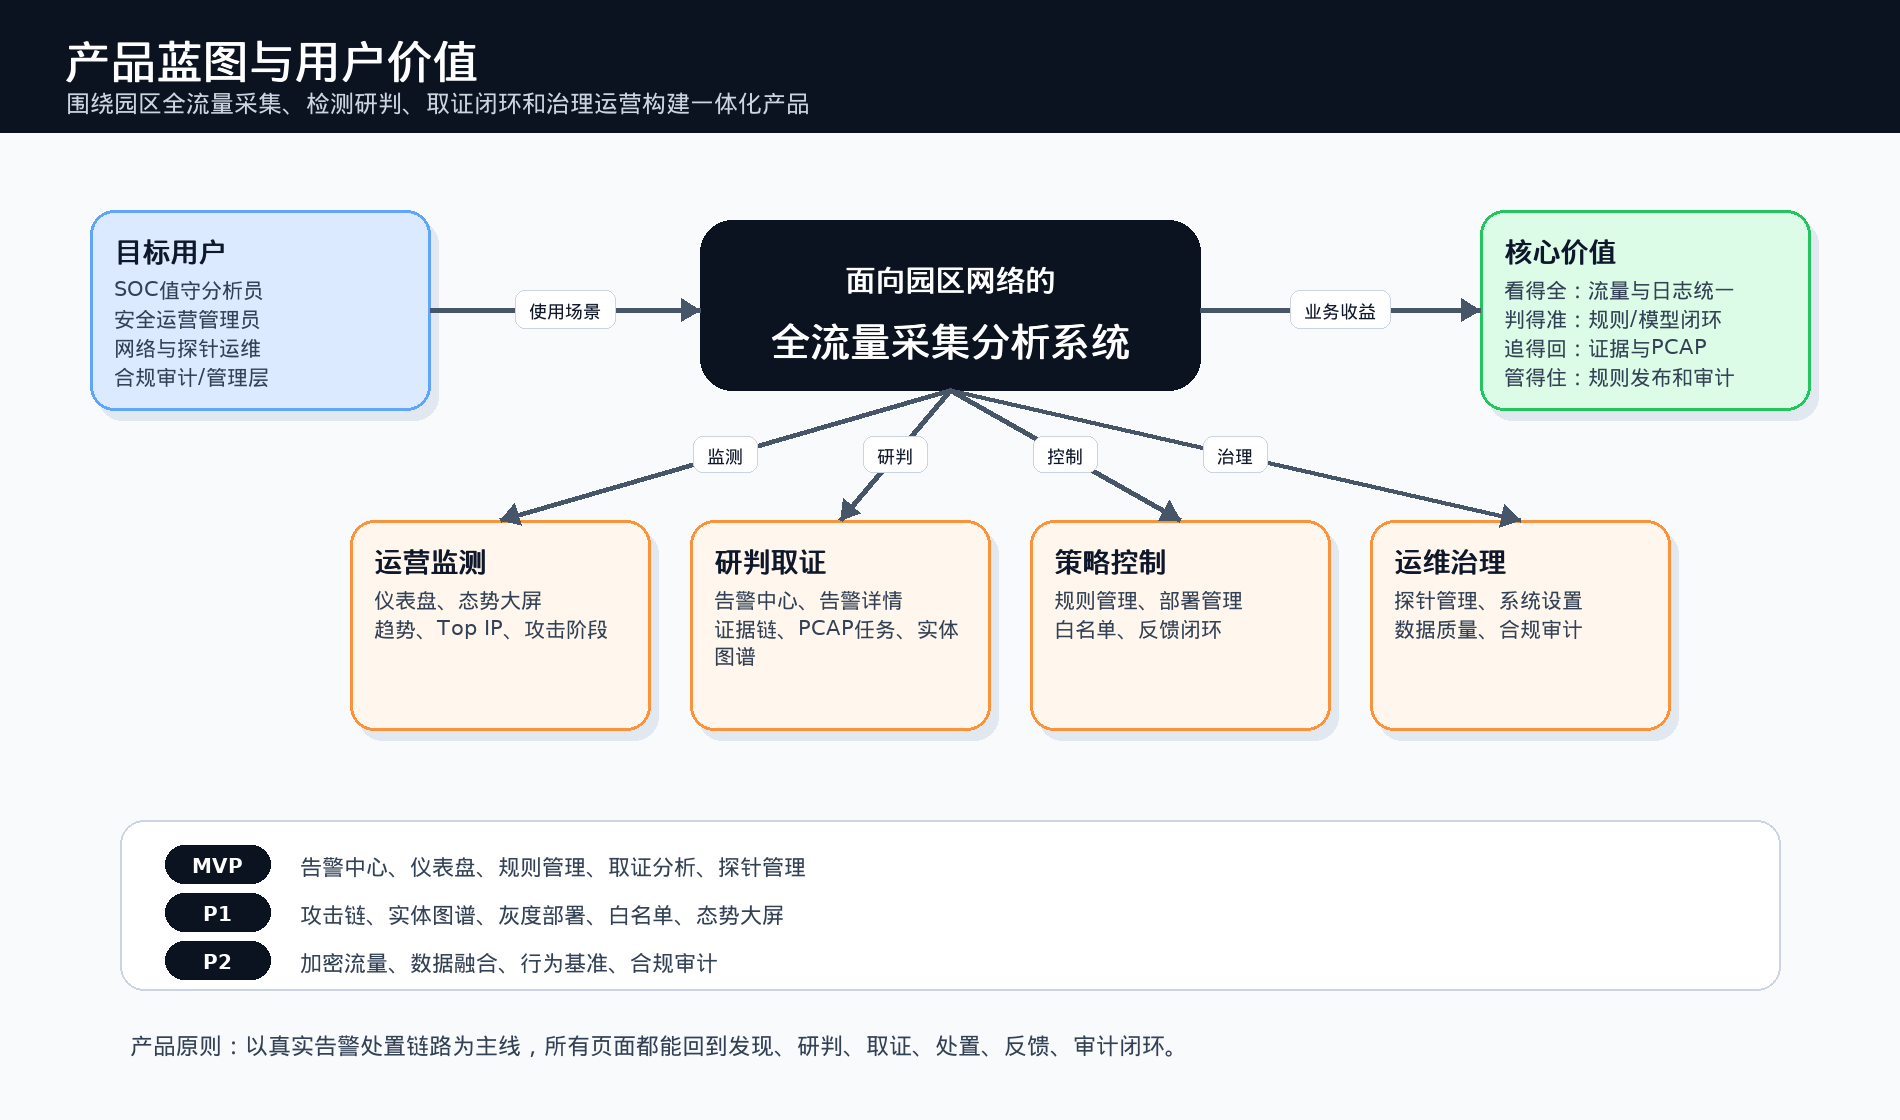 产品蓝图与用户价值
围绕园区全流量采集、检测研判、取证闭环和治理运营构建一体化产品
目标用户
SOC值守分析员
安全运营管理员
网络与探针运维
合规审计/管理层
使用场景
面向园区网络的
全流量采集分析系统
业务收益
核心价值
看得全：流量与日志统一
判得准：规则/模型闭环
追得回：证据与PCAP
管得住：规则发布和审计
监测
研判
控制
治理
运营监测
仪表盘、态势大屏
趋势、Top IP、攻击阶段
研判取证
告警中心、告警详情
证据链、PCAP任务、实体
图谱
策略控制
规则管理、部署管理
白名单、反馈闭环
运维治理
探针管理、系统设置
数据质量、合规审计
MVP 告警中心、仪表盘、规则管理、取证分析、探针管理
P1 攻击链、实体图谱、灰度部署、白名单、态势大屏
P2 加密流量、数据融合、行为基准、合规审计
产品原则：以真实告警处置链路为主线，所有页面都能回到发现、研判、取证、处置、反馈、审计闭环。